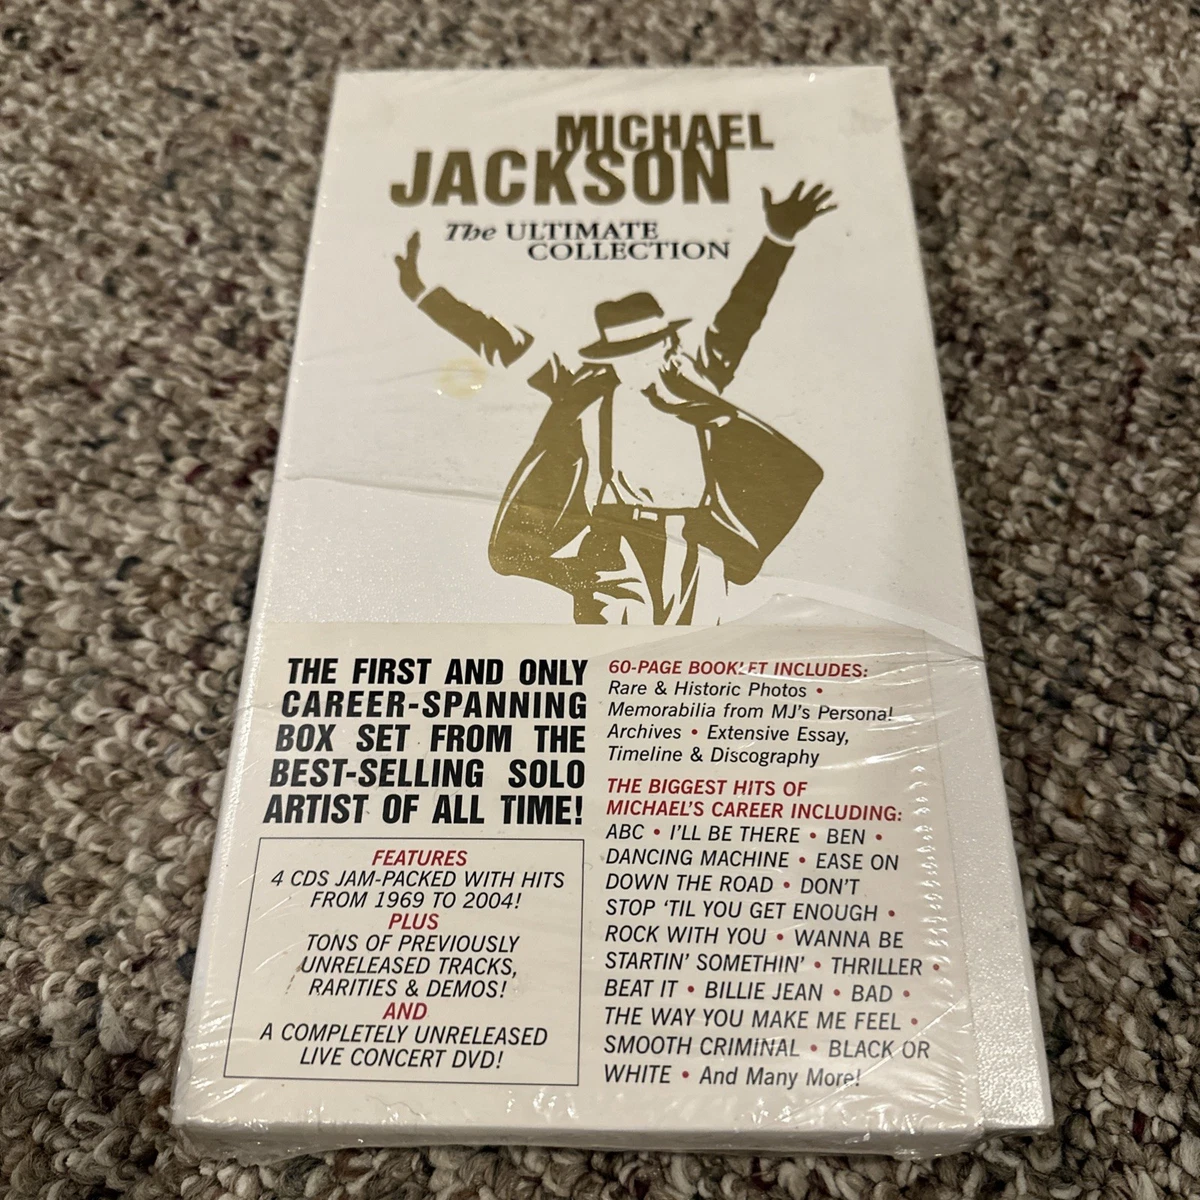 MICHAEL
JACKSON
The ULTIMATE
COLLECTION
THE FIRST AND ONLY
CAREER-SPANNING
BOX SET FROM THE
BEST-SELLING SOLO
ARTIST OF ALL TIME!
FEATURES
4 CDS JAM-PACKED WITH HITS
FROM 1969 TO 2004!
PLUS
TONS OF PREVIOUSLY
UNRELEASED TRACKS,
RARITIES & DEMOS!
AND
A COMPLETELY UNRELEASED
LIVE CONCERT DVD!
60-PAGE BOOKLET INCLUDES:
Rare & Historic Photos •
Memorabilia from MJ's Personal
Archives • Extensive Essay,
Timeline & Discography
THE BIGGEST HITS OF
MICHAEL'S CAREER INCLUDING:
ABC • I'LL BE THERE • BEN •
DANCING MACHINE • EASE ON
DOWN THE ROAD • DON'T
STOP 'TIL YOU GET ENOUGH •
ROCK WITH YOU • WANNA BE
STARTIN' SOMETHIN' • THRILLER •
BEAT IT • BILLIE JEAN • BAD •
THE WAY YOU MAKE ME FEEL •
SMOOTH CRIMINAL • BLACK OR
WHITE • And Many More!